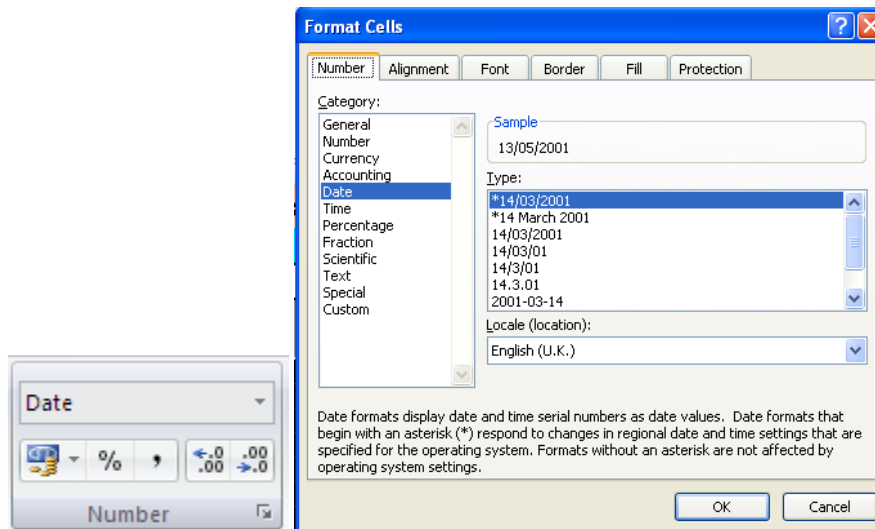 Format Cells
Number Alignment Font Border Fill Protection
Category:
General
Number
Currency
Accounting
Date
Time
Percentage
Fraction
Scientific
Text
Special
Custom
Sample
13/05/2001
Type:
*14/03/2001
*14 March 2001
14/03/2001
14/03/01
14/3/01
14.3.01
2001-03-14
Locale (location):
English (U.K.)
Date formats display date and time serial numbers as date values. Date formats that
begin with an asterisk (*) respond to changes in regional date and time settings that are
specified for the operating system. Formats without an asterisk are not affected by
operating system settings.
OK Cancel
Date
% , .0 .00
.00 .0
Number